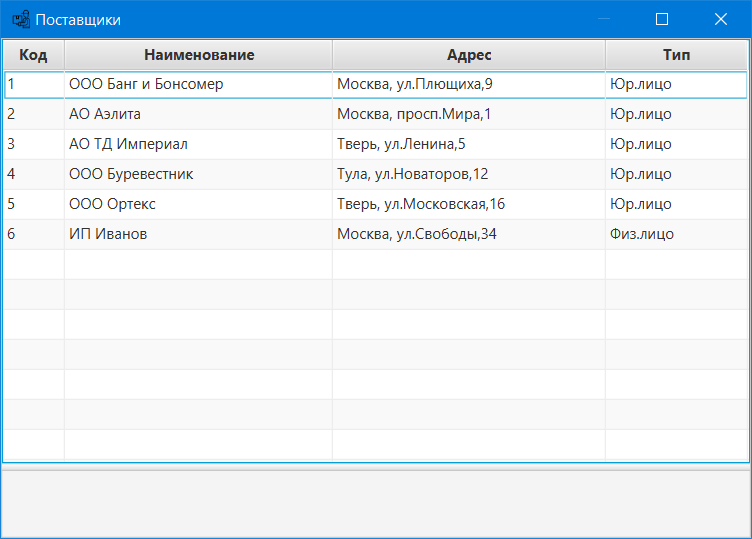 Поставщики
Код Наименование Адрес Тип
1 ООО Банг и Бонсомер Москва, ул.Плющиха,9 Юр.лицо
2 АО Аэлита Москва, просп.Мира,1 Юр.лицо
3 АО ТД Империал Тверь, ул.Ленина,5 Юр.лицо
4 ООО Буревестник Тула, ул.Новаторов,12 Юр.лицо
5 ООО Ортекс Тверь, ул.Московская,16 Юр.лицо
6 ИП Иванов Москва, ул.Свободы,34 Физ.лицо